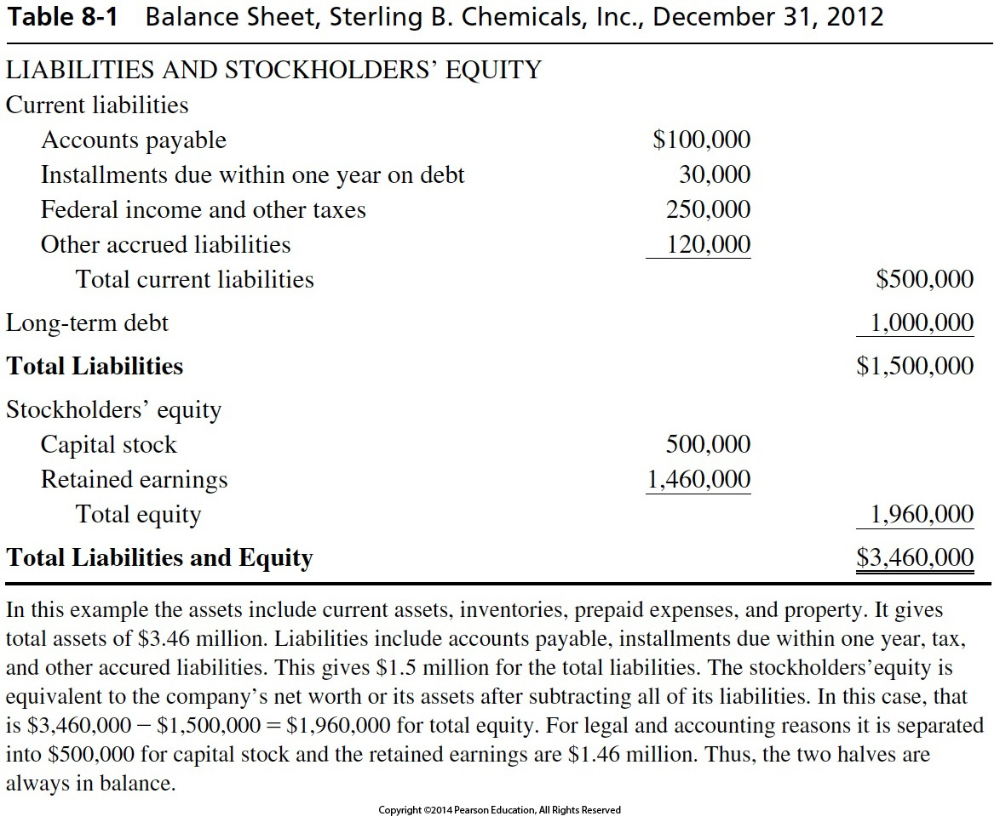 Table 8-1 Balance Sheet, Sterling B. Chemicals, Inc., December 31, 2012
LIABILITIES AND STOCKHOLDERS’ EQUITY
Current liabilities
Accounts payable $100,000
Installments due within one year on debt 30,000
Federal income and other taxes 250,000
Other accrued liabilities 120,000
Total current liabilities $500,000
Long-term debt 1,000,000
Total Liabilities $1,500,000
Stockholders’ equity
Capital stock 500,000
Retained earnings 1,460,000
Total equity 1,960,000
Total Liabilities and Equity $3,460,000
In this example the assets include current assets, inventories, prepaid expenses, and property. It gives
total assets of $3.46 million. Liabilities include accounts payable, installments due within one year, tax,
and other accured liabilities. This gives $1.5 million for the total liabilities. The stockholders’equity is
equivalent to the company’s net worth or its assets after subtracting all of its liabilities. In this case, that
is $3,460,000 − $1,500,000 = $1,960,000 for total equity. For legal and accounting reasons it is separated
into $500,000 for capital stock and the retained earnings are $1.46 million. Thus, the two halves are
always in balance.
Copyright ©2014 Pearson Education, All Rights Reserved